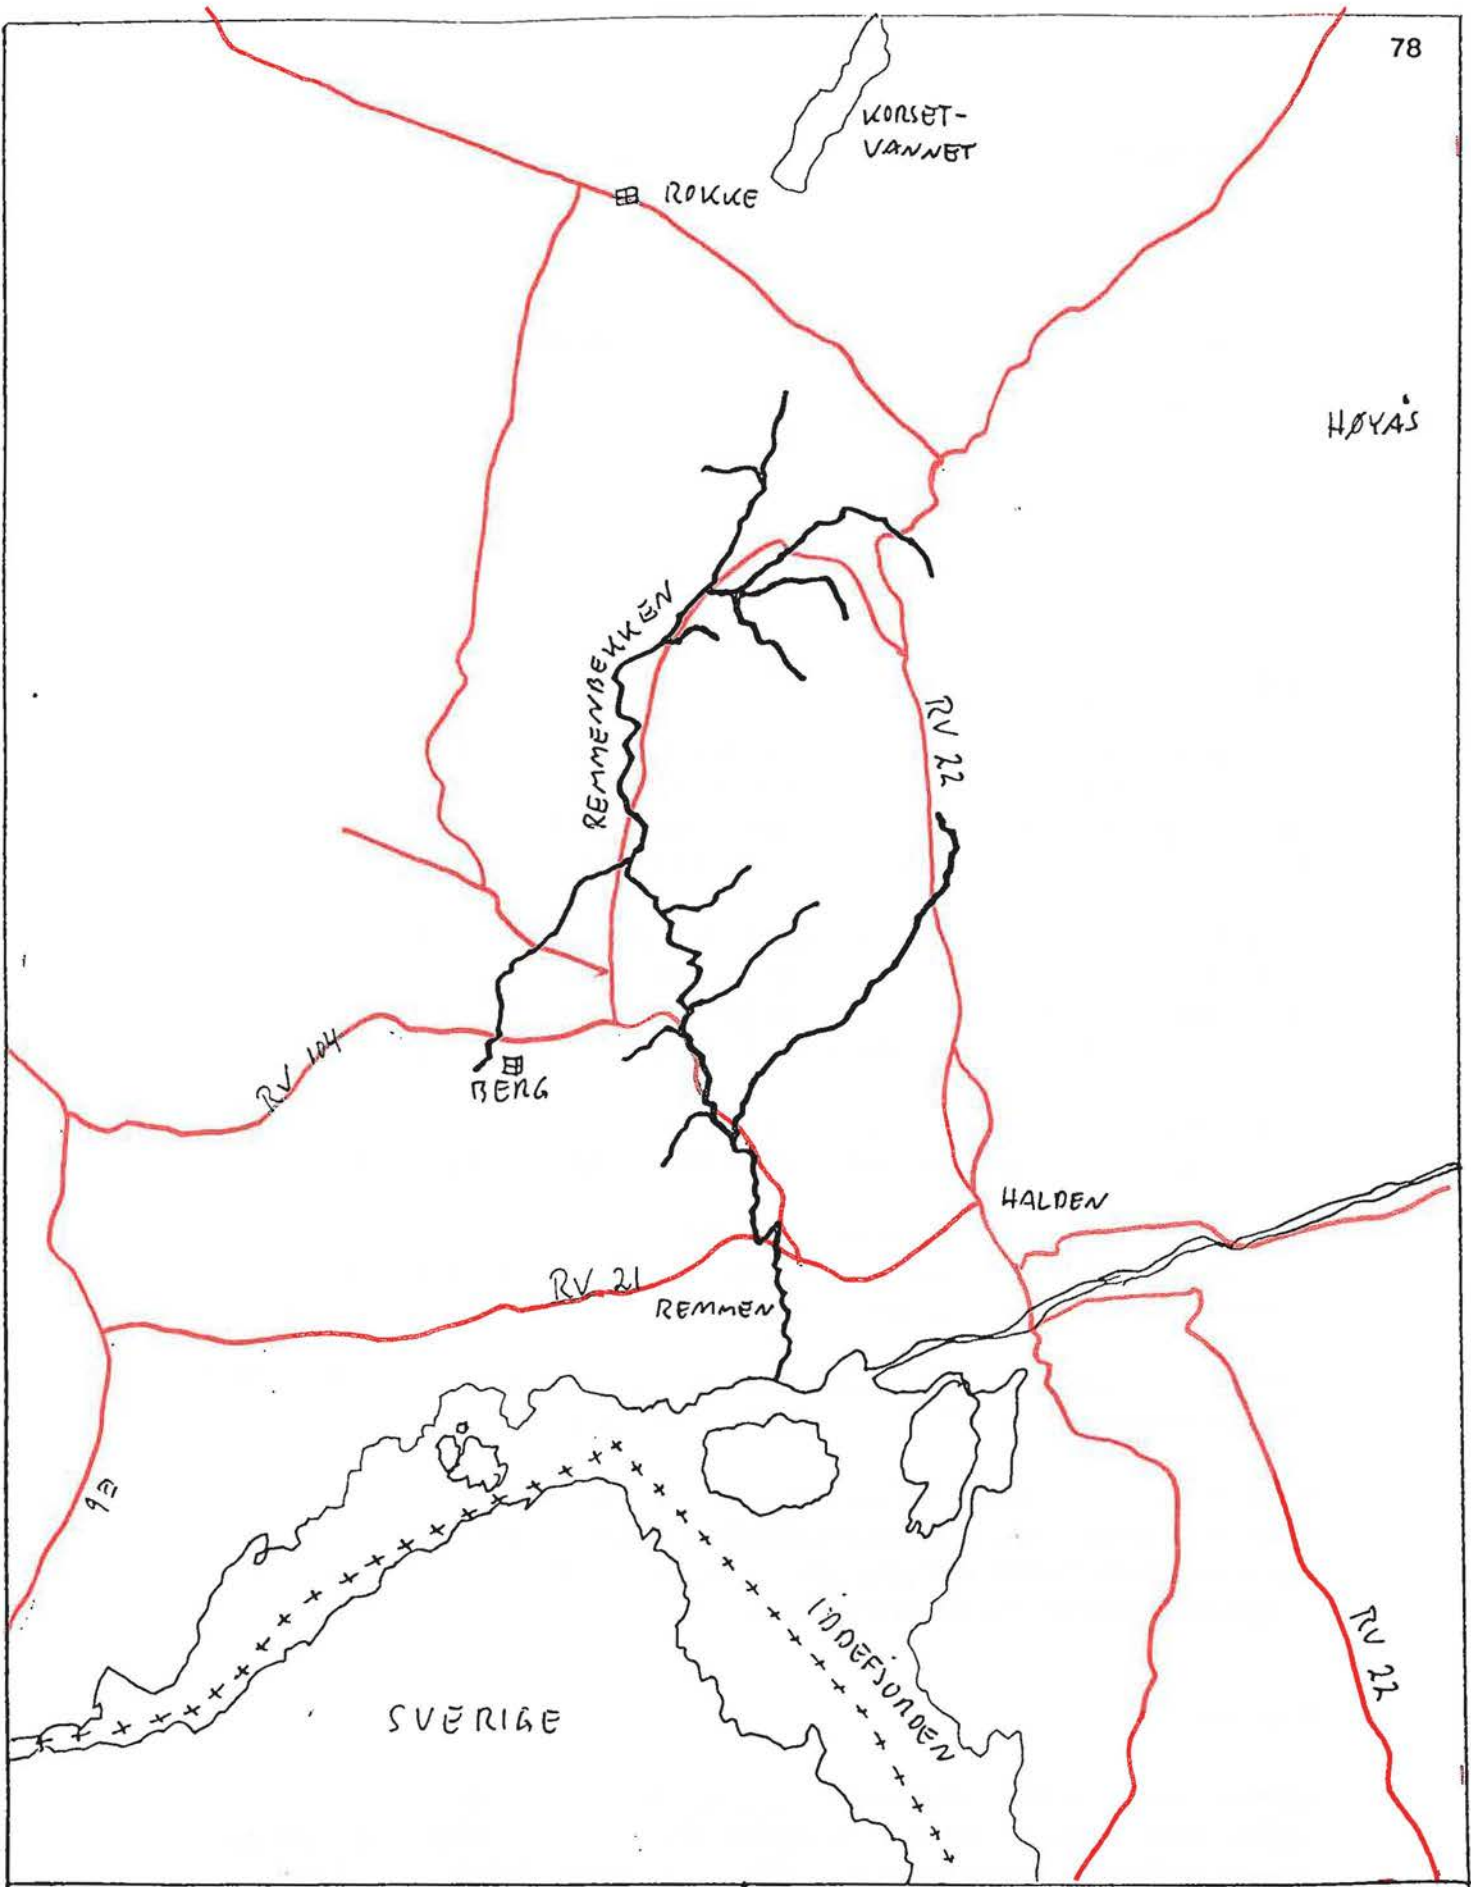 78
KORSET-
VANNET
ROKKE
HØYÅS
REMMENBEKKEN
RV 22
RV 104
BERG
HALDEN
RV 21
REMMEN
E6
IDDEFJORDEN
RV 22
SVERIGE